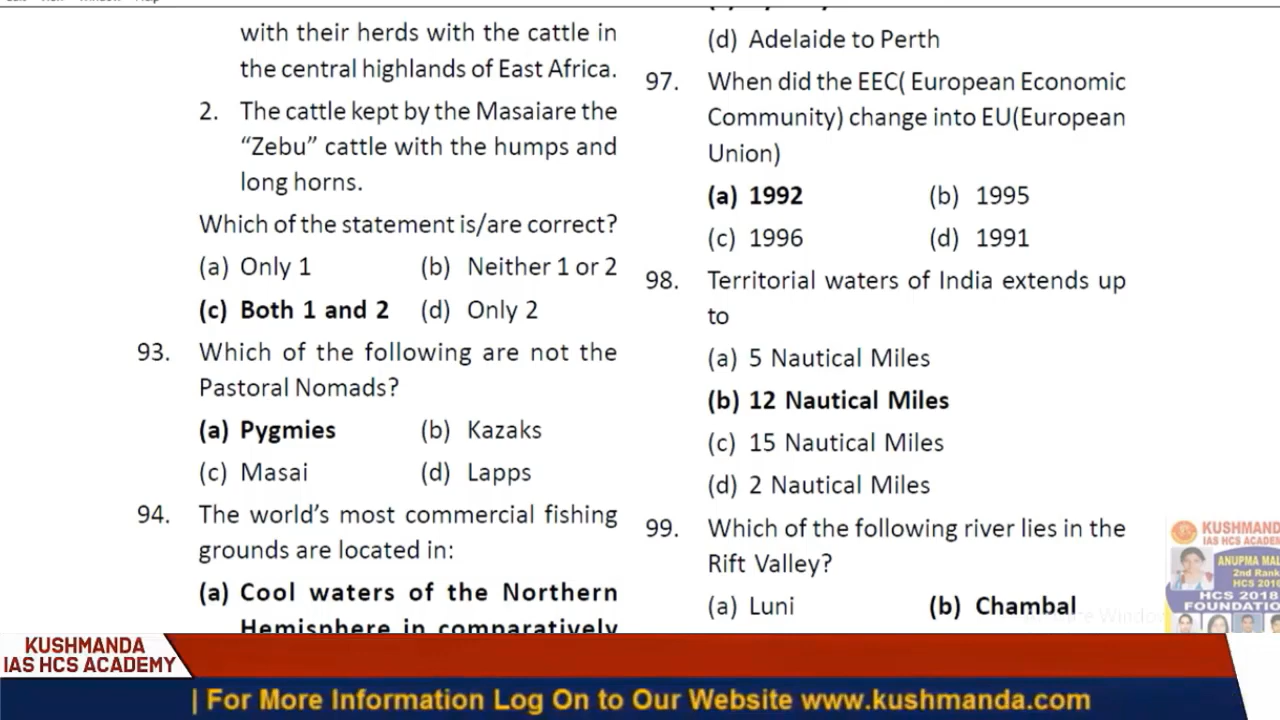 with their herds with the cattle in
the central highlands of East Africa.
2. The cattle kept by the Masaiare the
“Zebu” cattle with the humps and
long horns.
Which of the statement is/are correct?
(a) Only 1 (b) Neither 1 or 2
(c) Both 1 and 2 (d) Only 2
93. Which of the following are not the
Pastoral Nomads?
(a) Pygmies (b) Kazaks
(c) Masai (d) Lapps
94. The world’s most commercial fishing
grounds are located in:
(a) Cool waters of the Northern
Hemisphere in comparatively
(d) Adelaide to Perth
97. When did the EEC( European Economic
Community) change into EU(European
Union)
(a) 1992 (b) 1995
(c) 1996 (d) 1991
98. Territorial waters of India extends up
to
(a) 5 Nautical Miles
(b) 12 Nautical Miles
(c) 15 Nautical Miles
(d) 2 Nautical Miles
99. Which of the following river lies in the
Rift Valley?
(a) Luni (b) Chambal
KUSHMANDA
IAS HCS ACADEMY
| For More Information Log On to Our Website www.kushmanda.com